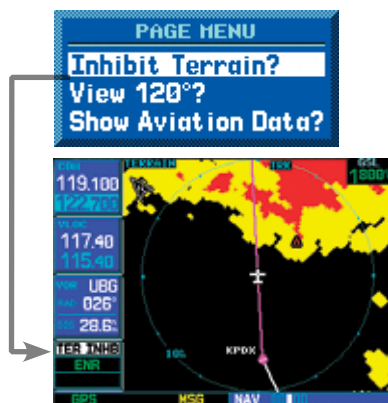 PAGE MENU
Inhibit Terrain?
View 120°?
Show Aviation Data?
COM
119.100
122.700
VLOC
117.40
115.40
VOR UBG
RAD 026°
DIS 28.6
TER INHB
ENR
GPS
TERRAIN
TRK
GSL
1800
KPDX
MSG
NAV